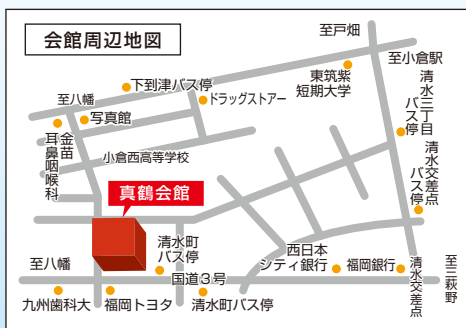 会館周辺地図
至戸畑
至小倉駅
下到津バス停
東筑紫
短期大学
ドラッグストアー
至八幡
写真館
金苗
耳鼻咽喉科
清水三丁目
バス停
小倉西高等学校
清水交差点
バス停
真鶴会館
清水町
バス停
西日本
シティ銀行
福岡銀行
至八幡
国道3号
清水交差点
至三萩野
九州歯科大
福岡トヨタ
清水町バス停